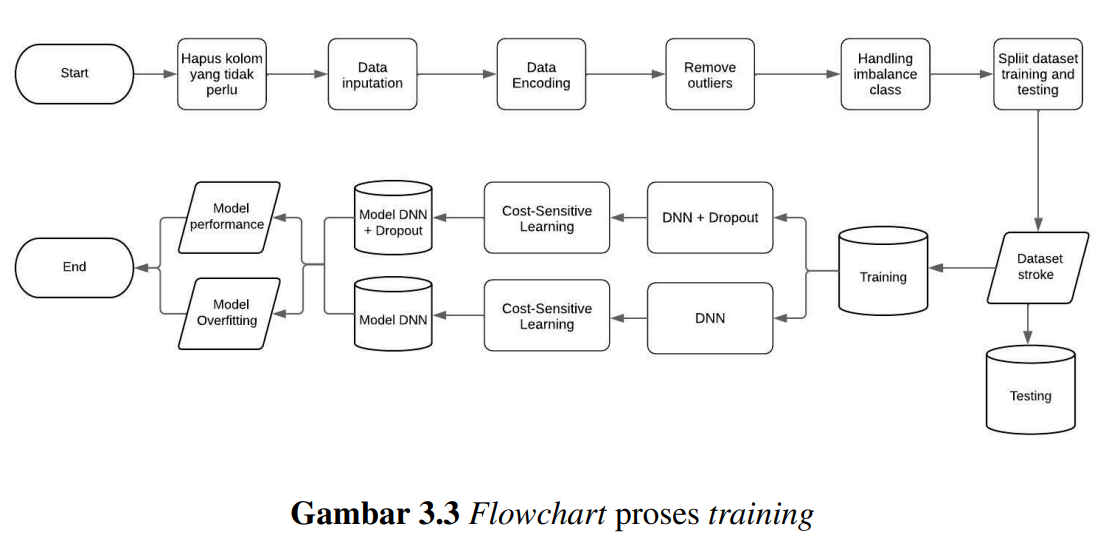 Start
Hapus kolom
yang tidak
perlu
Data
inputation
Data
Encoding
Remove
outliers
Handling
imbalance
class
Spliit dataset
training and
testing
Model
performance
Model DNN
+ Dropout
Cost-Sensitive
Learning
DNN + Dropout
End
Training
Dataset
stroke
Model
Overfitting
Model DNN
Cost-Sensitive
Learning
DNN
Testing
Gambar 3.3 Flowchart proses training